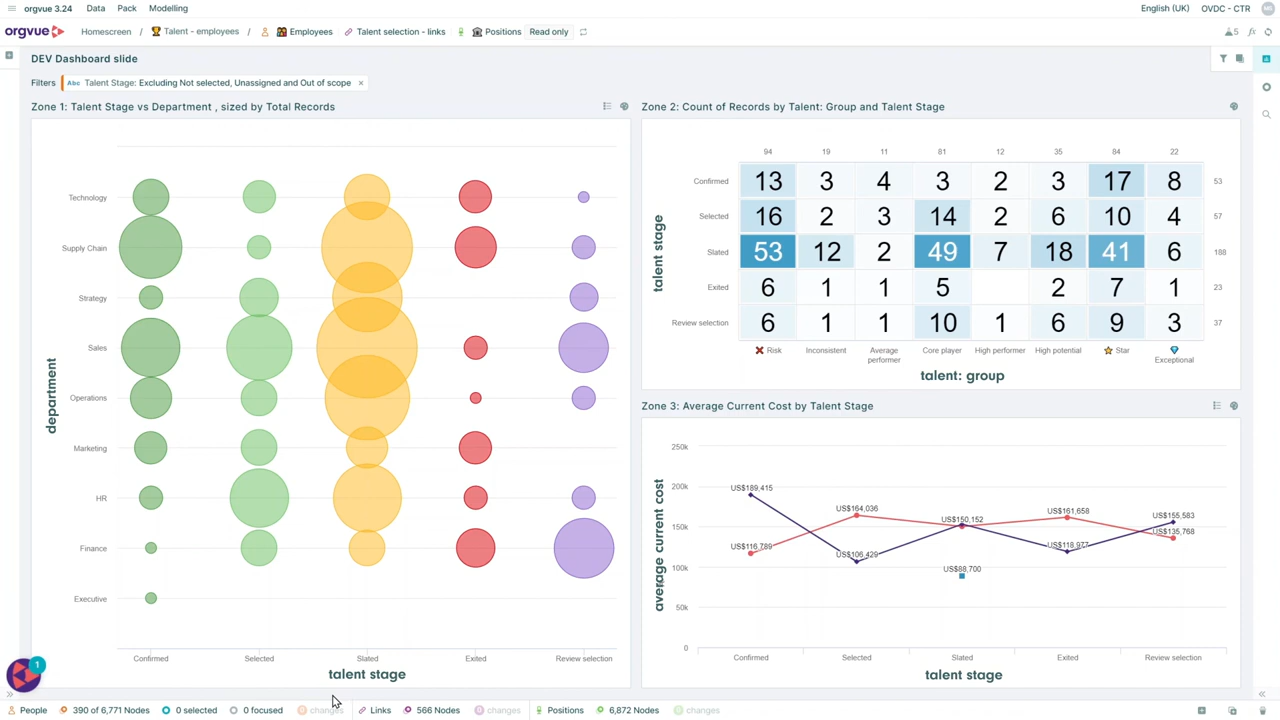 orgvue 3.24 Data Pack Modelling English (UK) OVDC - CTR MS
orgvue Homescreen / Talent - employees / Employees Talent selection - links Positions Read only 5 fx
DEV Dashboard slide
Filters Abc Talent Stage: Excluding Not selected, Unassigned and Out of scope ×
Zone 1: Talent Stage vs Department , sized by Total Records
Technology
Supply Chain
Strategy
Sales
Operations
Marketing
HR
Finance
Executive
department
Confirmed Selected Slated Exited Review selection
talent stage
Zone 2: Count of Records by Talent: Group and Talent Stage
94 19 11 81 12 35 84 22
Confirmed 13 3 4 3 2 3 17 8 53
Selected 16 2 3 14 2 6 10 4 57
Slated 53 12 2 49 7 18 41 6 188
Exited 6 1 1 5 2 7 1 23
Review selection 6 1 1 10 1 6 9 3 37
talent stage
Risk Inconsistent Average performer Core player High performer High potential Star Exceptional
talent: group
Zone 3: Average Current Cost by Talent Stage
250k
200k
150k
100k
50k
0
average current cost
US$189,415
US$116,789
US$164,036
US$106,429
US$150,152
US$88,700
US$161,658
US$118,977
US$155,583
US$135,768
Confirmed Selected Slated Exited Review selection
talent stage
1
People 390 of 6,771 Nodes 0 selected 0 focused 0 changes Links 566 Nodes 0 changes Positions 6,872 Nodes 0 changes